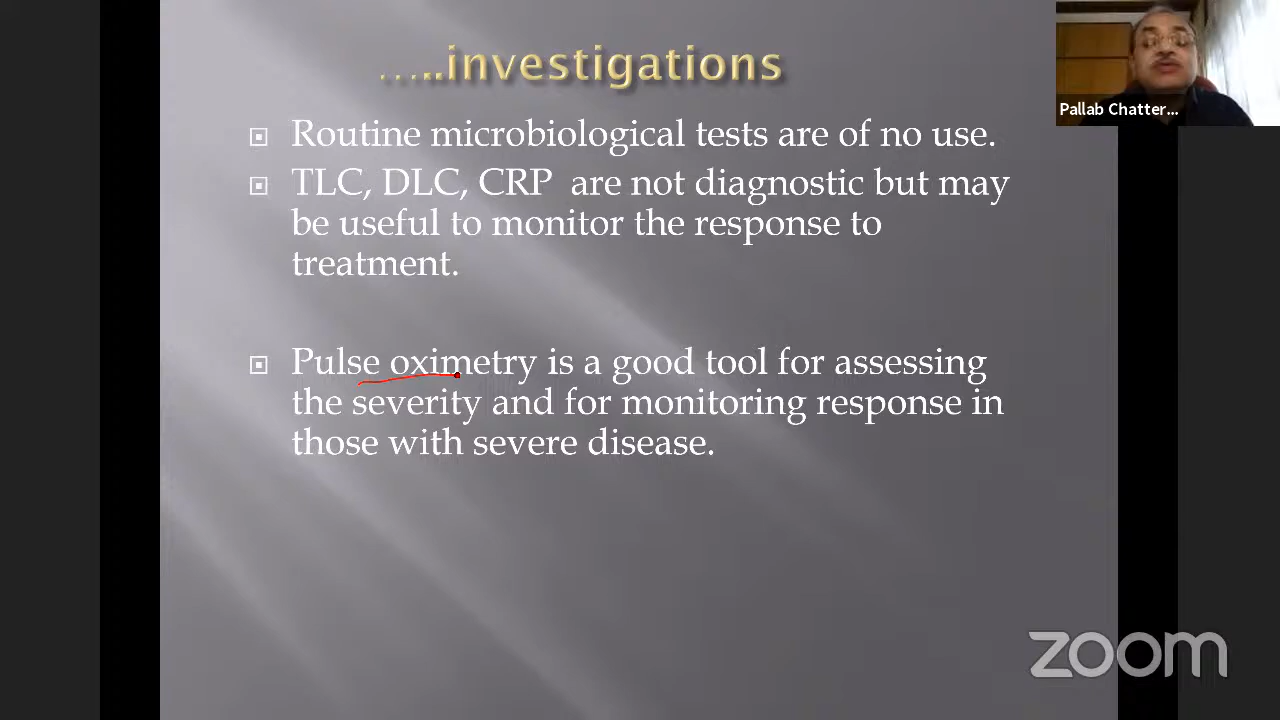 …..investigations
Pallab Chatter...
Routine microbiological tests are of no use.
TLC, DLC, CRP are not diagnostic but may
be useful to monitor the response to
treatment.
Pulse oximetry is a good tool for assessing
the severity and for monitoring response in
those with severe disease.
zoom